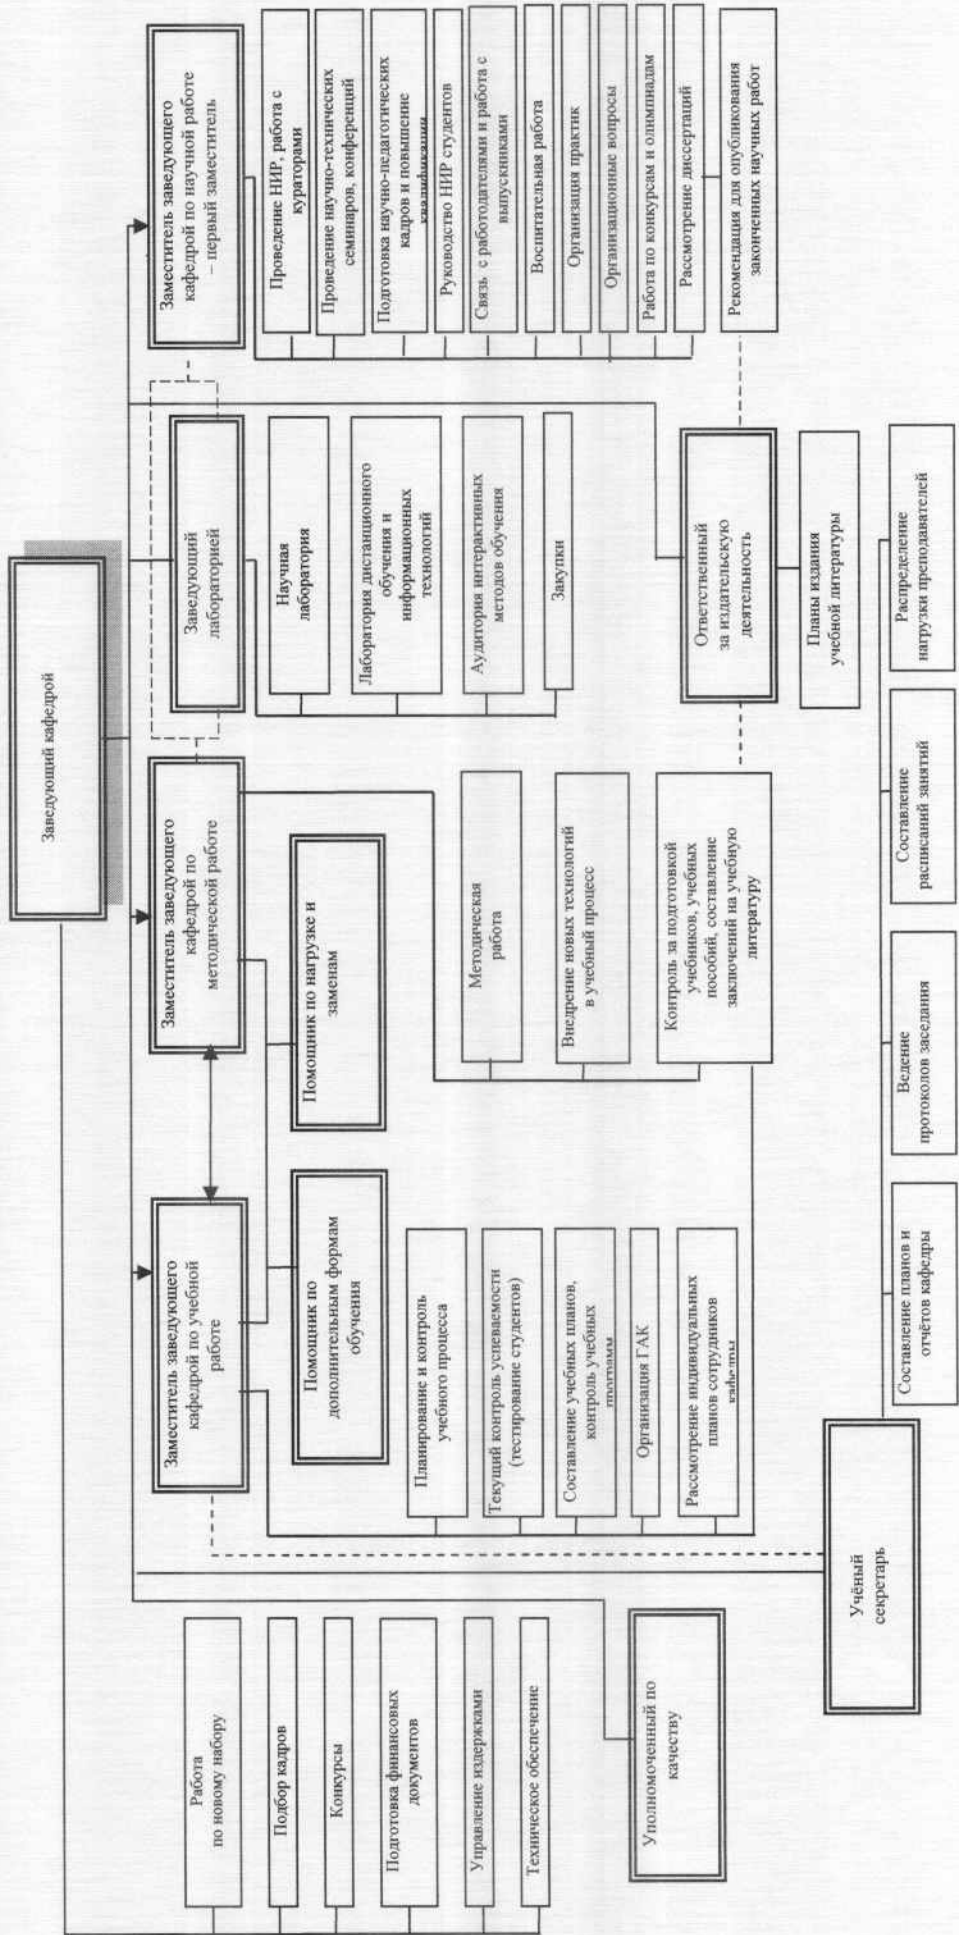 Заведующий кафедрой
Заместитель заведующего
кафедрой по учебной
работе
Заместитель заведующего
кафедрой по
методической работе
Заведующий
лабораторией
Заместитель заведующего
кафедрой по научной работе
– первый заместитель
Работа
по новому набору
Подбор кадров
Конкурсы
Подготовка финансовых
документов
Управление издержками
Техническое обеспечение
Уполномоченный по
качеству
Помощник по
дополнительным формам
обучения
Помощник по нагрузке и
заменам
Планирование и контроль
учебного процесса
Текущий контроль успеваемости
(тестирование студентов)
Составление учебных планов,
контроль учебных
программ
Организация ГАК
Рассмотрение индивидуальных
планов сотрудников
кафедры
Методическая
работа
Внедрение новых технологий
в учебный процесс
Контроль за подготовкой
учебников, учебных
пособий, составление
заключений на учебную
литературу
Научная
лаборатория
Лаборатория дистанционного
обучения и
информационных
технологий
Аудитория интерактивных
методов обучения
Закупки
Ответственный
за издательскую
деятельность
Планы издания
учебной литературы
Проведение НИР, работа с
кураторами
Проведение научно-технических
семинаров, конференций
Подготовка научно-педагогических
кадров и повышение
квалификации
Руководство НИР студентов
Связь с работодателями и работа с
выпускниками
Воспитательная работа
Организация практик
Организационные вопросы
Работа по конкурсам и олимпиадам
Рассмотрение диссертаций
Рекомендация для опубликования
законченных научных работ
Учёный
секретарь
Составление планов и
отчётов кафедры
Ведение
протоколов заседания
Составление
расписаний занятий
Распределение
нагрузки преподавателей